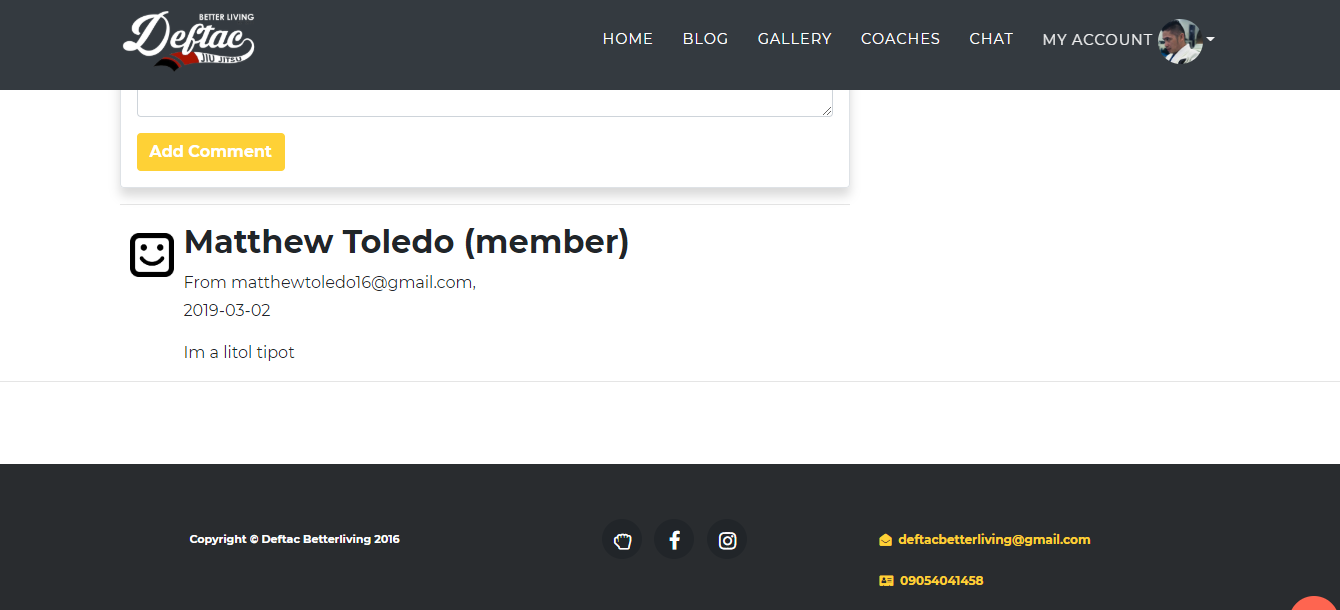 BETTER LIVING
Deftac
JIU JITSU
HOME BLOG GALLERY COACHES CHAT MY ACCOUNT
Add Comment
Matthew Toledo (member)
From matthewtoledo16@gmail.com,
2019-03-02
Im a litol tipot
Copyright © Deftac Betterliving 2016
deftacbetterliving@gmail.com
09054041458